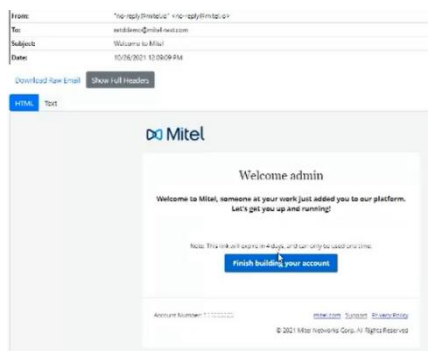 From: "no-reply@mitel.io" <no-reply@mitel.io>
To:
Subject: Welcome to Mitel
Date: 10/26/2021 12:09:09 PM
Download Raw Email Show Full Headers
HTML Text
Mitel
Welcome admin
Welcome to Mitel, someone at your work just added you to our platform.
Let's get you up and running!
Note: This link will expire in 4 days, and can only be used one time.
Finish building your account
Account Number:
mitel.com Support Privacy Policy
© 2021 Mitel Networks Corp. All Rights Reserved